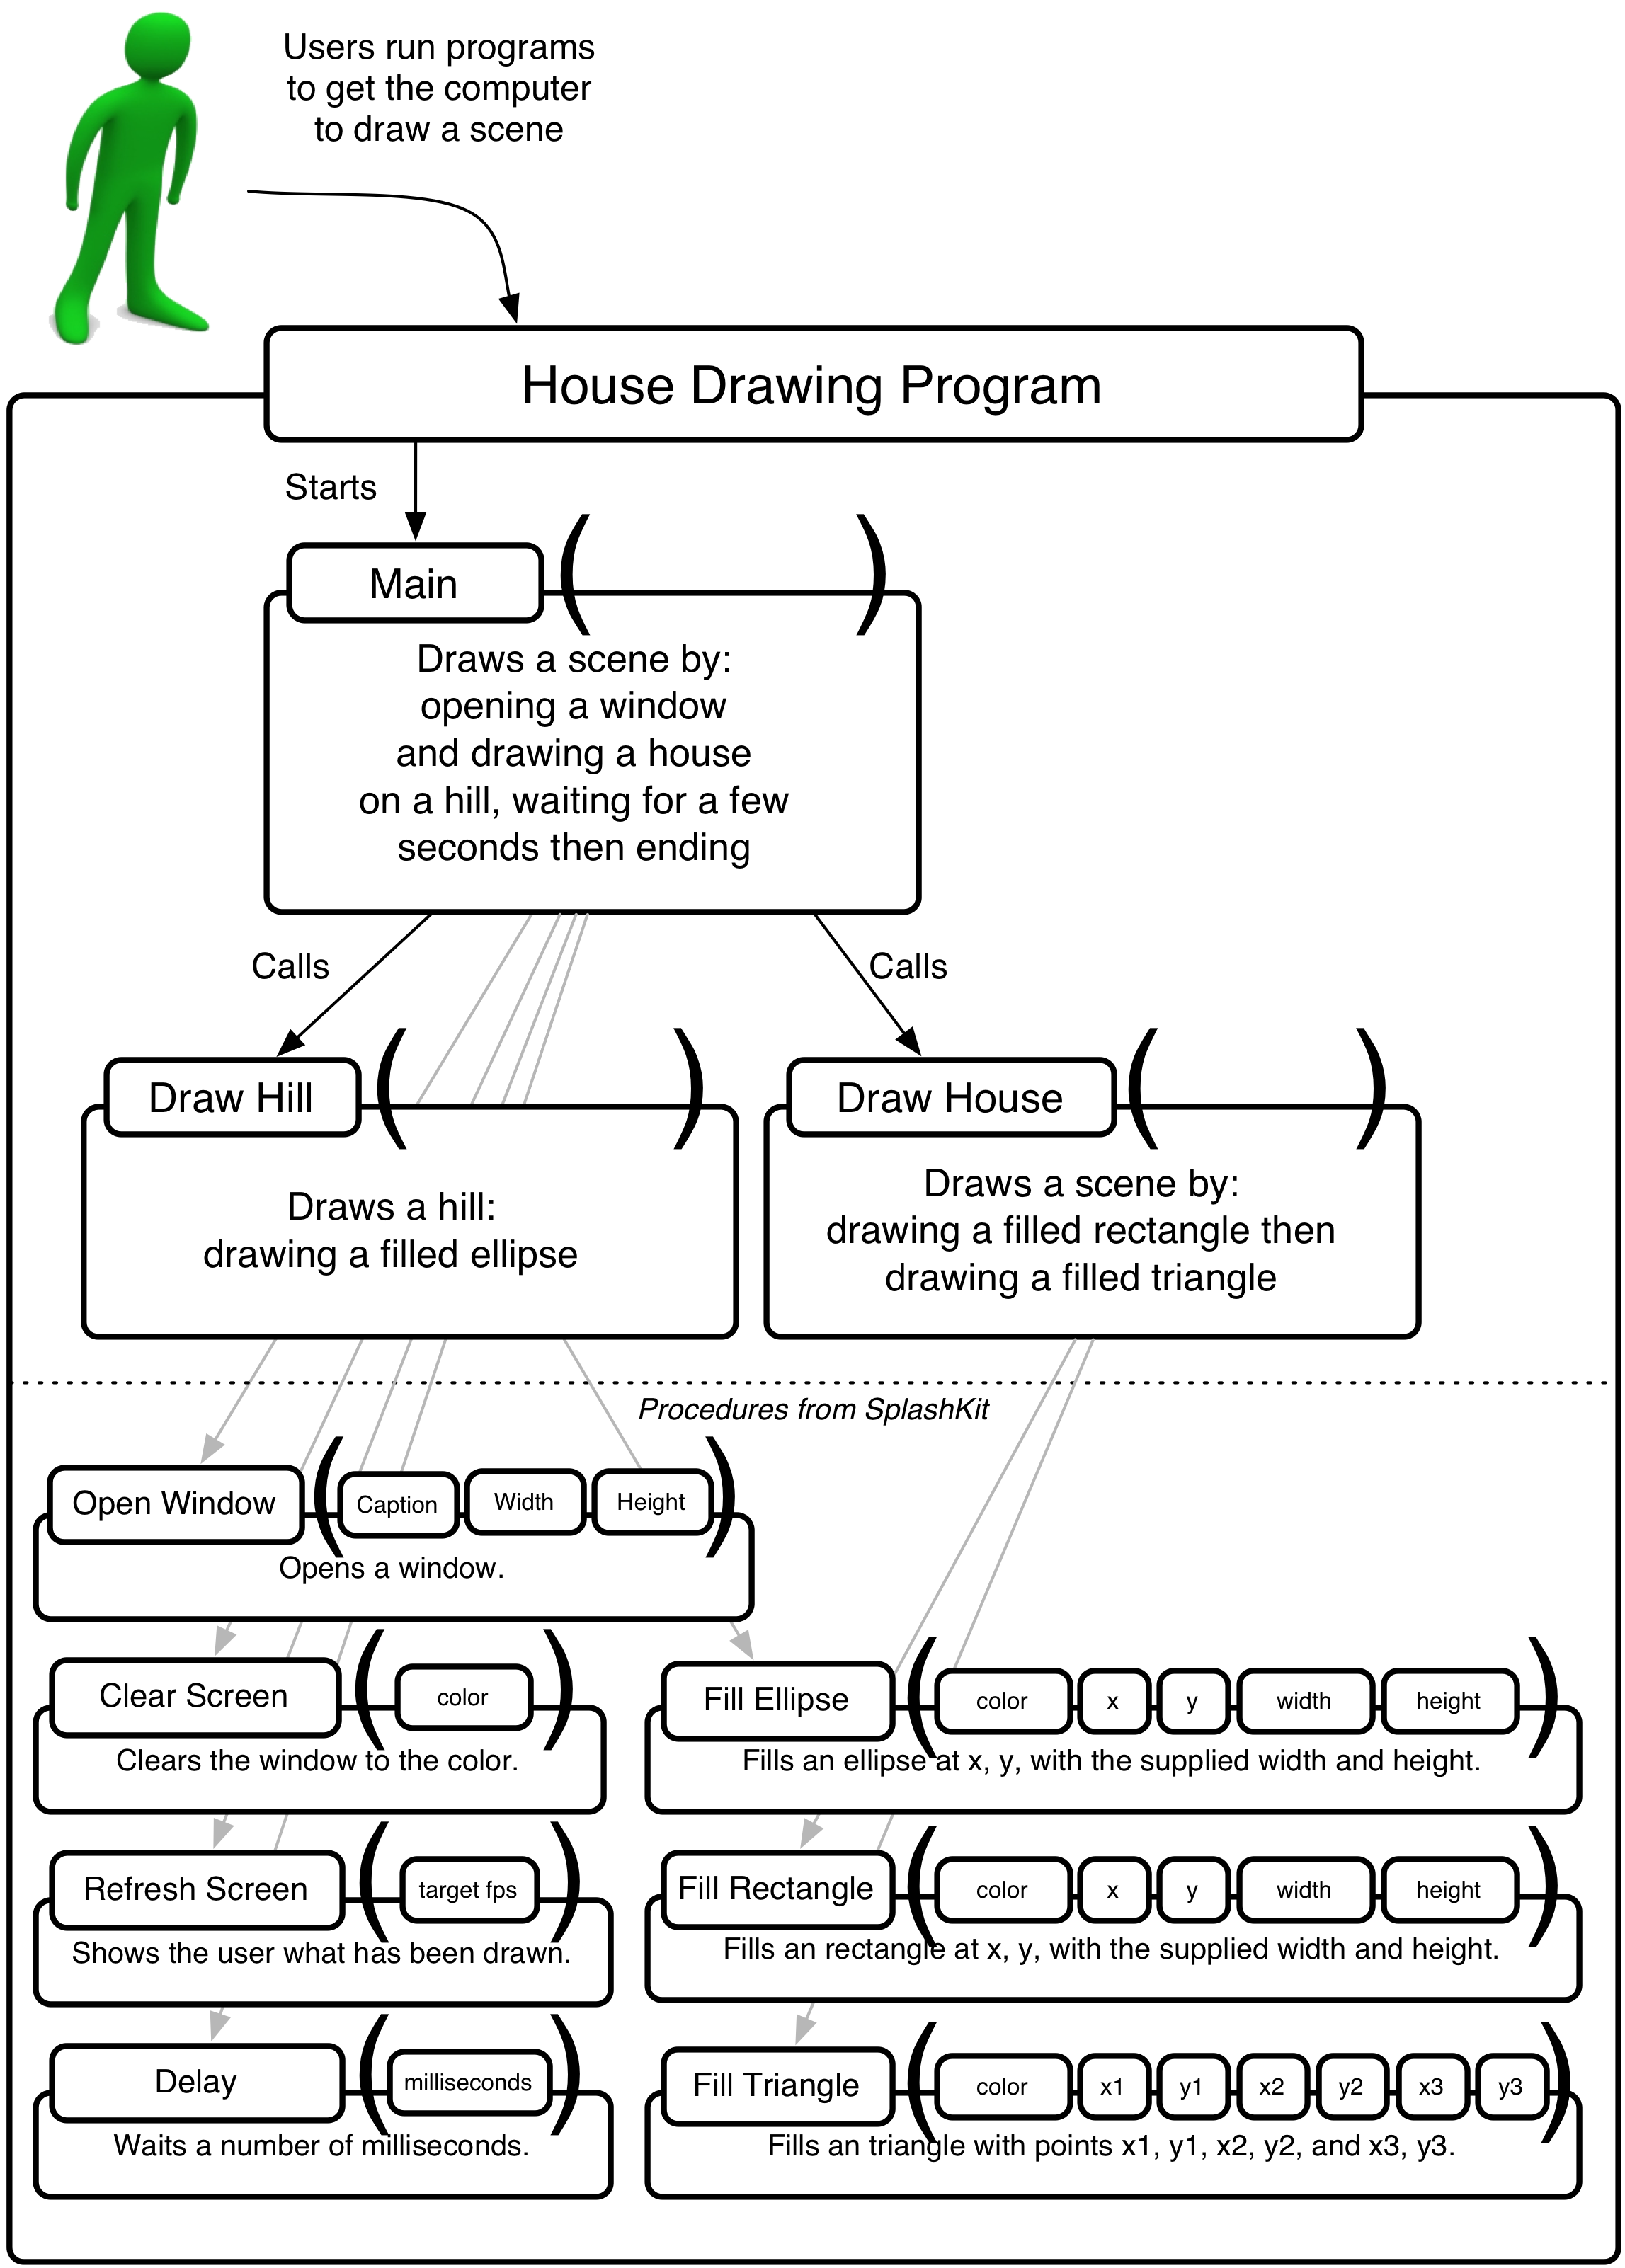 Users run programs
to get the computer
to draw a scene
House Drawing Program
Starts
Main ( )
Draws a scene by:
opening a window
and drawing a house
on a hill, waiting for a few
seconds then ending
Calls
Calls
Draw Hill ( )
Draws a hill:
drawing a filled ellipse
Draw House ( )
Draws a scene by:
drawing a filled rectangle then
drawing a filled triangle
Procedures from SplashKit
Open Window ( Caption Width Height )
Opens a window.
Clear Screen ( color )
Clears the window to the color.
Fill Ellipse ( color x y width height )
Fills an ellipse at x, y, with the supplied width and height.
Refresh Screen ( target fps )
Shows the user what has been drawn.
Fill Rectangle ( color x y width height )
Fills an rectangle at x, y, with the supplied width and height.
Delay ( milliseconds )
Waits a number of milliseconds.
Fill Triangle ( color x1 y1 x2 y2 x3 y3 )
Fills an triangle with points x1, y1, x2, y2, and x3, y3.